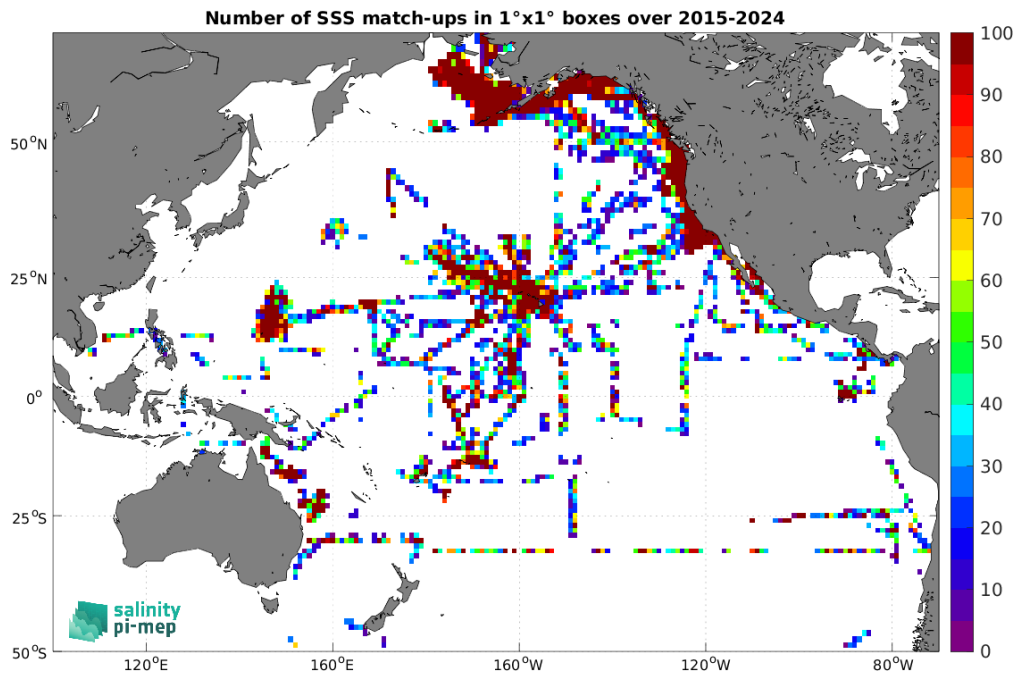 Number of SSS match-ups in 1°x1° boxes over 2015-2024
50°N
25°N
0°
25°S
50°S
120°E
160°E
160°W
120°W
80°W
100
90
80
70
60
50
40
30
20
10
0
salinity
pi-mep